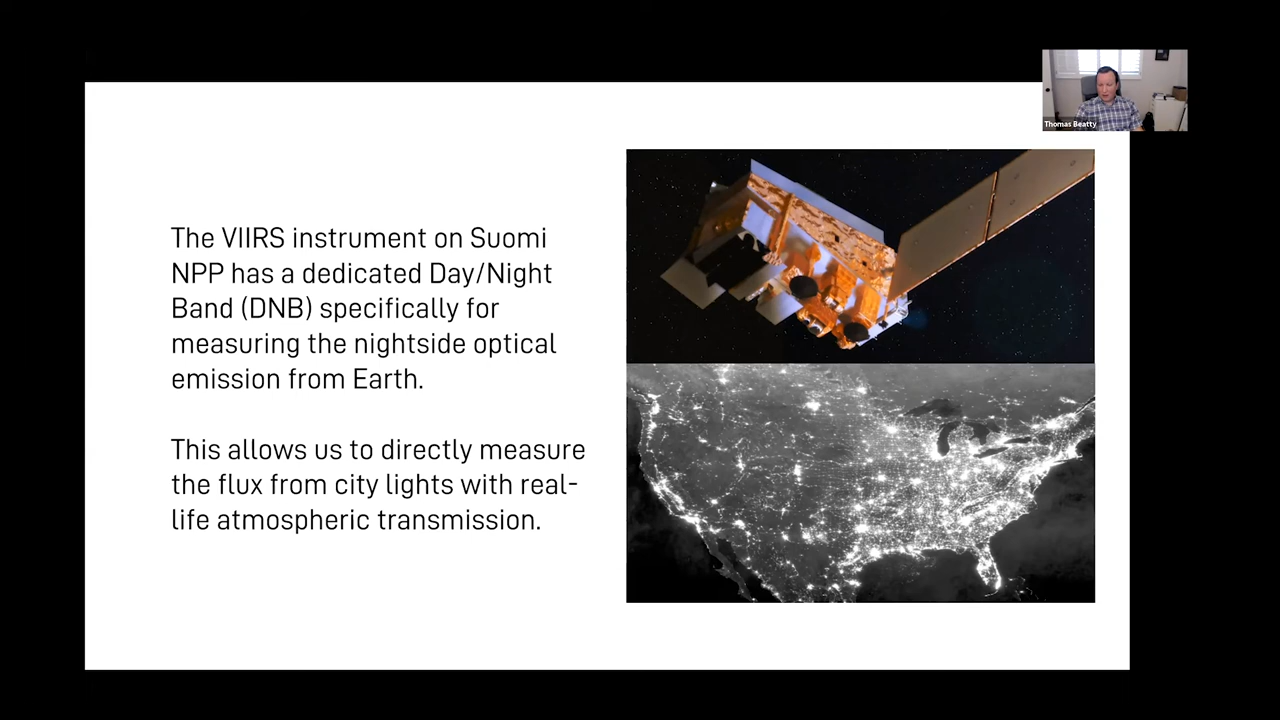 Thomas Beatty
The VIIRS instrument on Suomi
NPP has a dedicated Day/Night
Band (DNB) specifically for
measuring the nightside optical
emission from Earth.
This allows us to directly measure
the flux from city lights with real-
life atmospheric transmission.